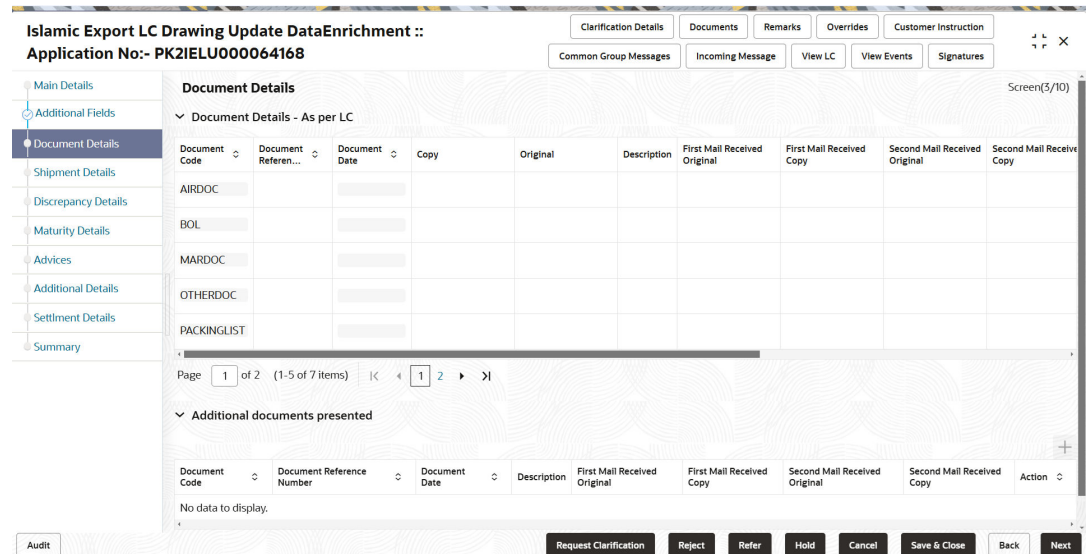 Islamic Export LC Drawing Update DataEnrichment ::
Application No:- PK2IELU000064168
Clarification Details Documents Remarks Overrides Customer Instruction
Common Group Messages Incoming Message View LC View Events Signatures
Main Details
Additional Fields
Document Details
Shipment Details
Discrepancy Details
Maturity Details
Advices
Additional Details
Settlment Details
Summary
Document Details Screen(3/10)
Document Details - As per LC
Document Code Document Referen... Document Date Copy Original Description First Mail Received Original First Mail Received Copy Second Mail Received Original Second Mail Receive Copy
AIRDOC
BOL
MARDOC
OTHERDOC
PACKINGLIST
Page 1 of 2 (1-5 of 7 items) 1 2
Additional documents presented
Document Code Document Reference Number Document Date Description First Mail Received Original First Mail Received Copy Second Mail Received Original Second Mail Received Copy Action
No data to display.
Audit Request Clarification Reject Refer Hold Cancel Save & Close Back Next